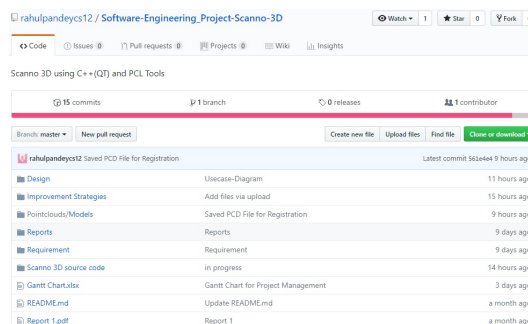 rahulpandeycs12 / Software-Engineering_Project-Scanno-3D Watch 1 Star 0 Fork
Code Issues 0 Pull requests 0 Projects 0 Wiki Insights
Scanno 3D using C++(QT) and PCL Tools
15 commits 1 branch 0 releases 1 contributor
Branch: master New pull request Create new file Upload files Find file Clone or download
rahulpandeycs12 Saved PCD File for Registration Latest commit 561e4e4 9 hours ago
Design Usecase-Diagram 11 hours ago
Improvement Strategies Add files via upload 15 hours ago
Pointclouds/Models Saved PCD File for Registration 9 hours ago
Reports Reports 9 days ago
Requirement Requirement 9 days ago
Scanno 3D source code in progress 14 hours ago
Gantt Chart.xlsx Gantt Chart for Project Management 3 days ago
README.md Update README.md a month ago
Report 1.pdf Report 1 a month ago